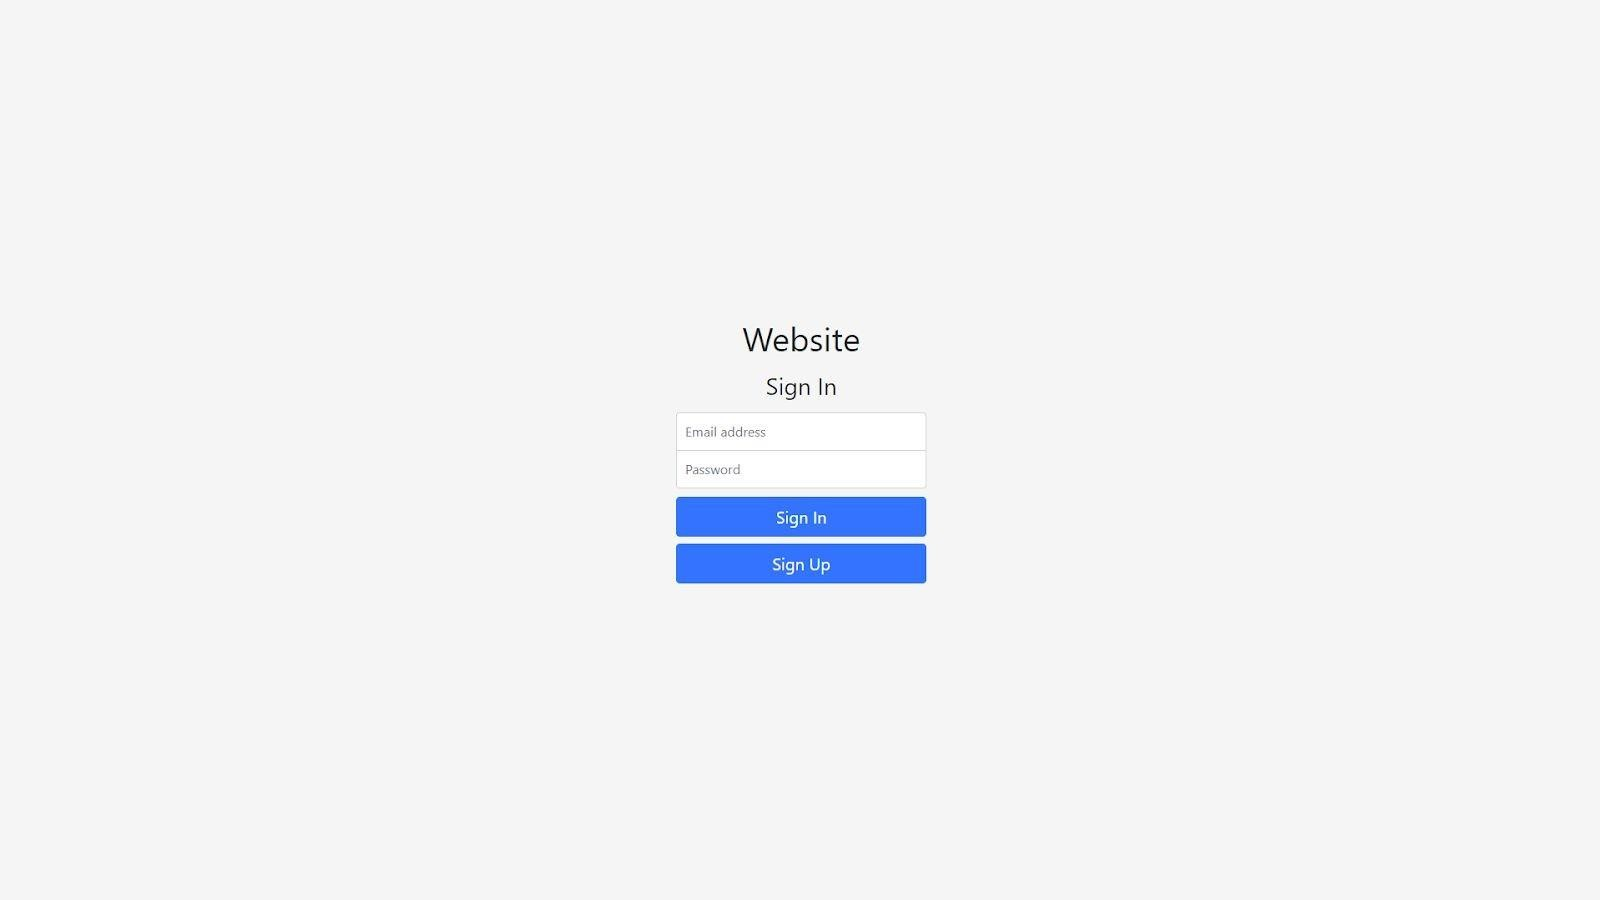 Website
Sign In
Email address
Password
Sign In
Sign Up